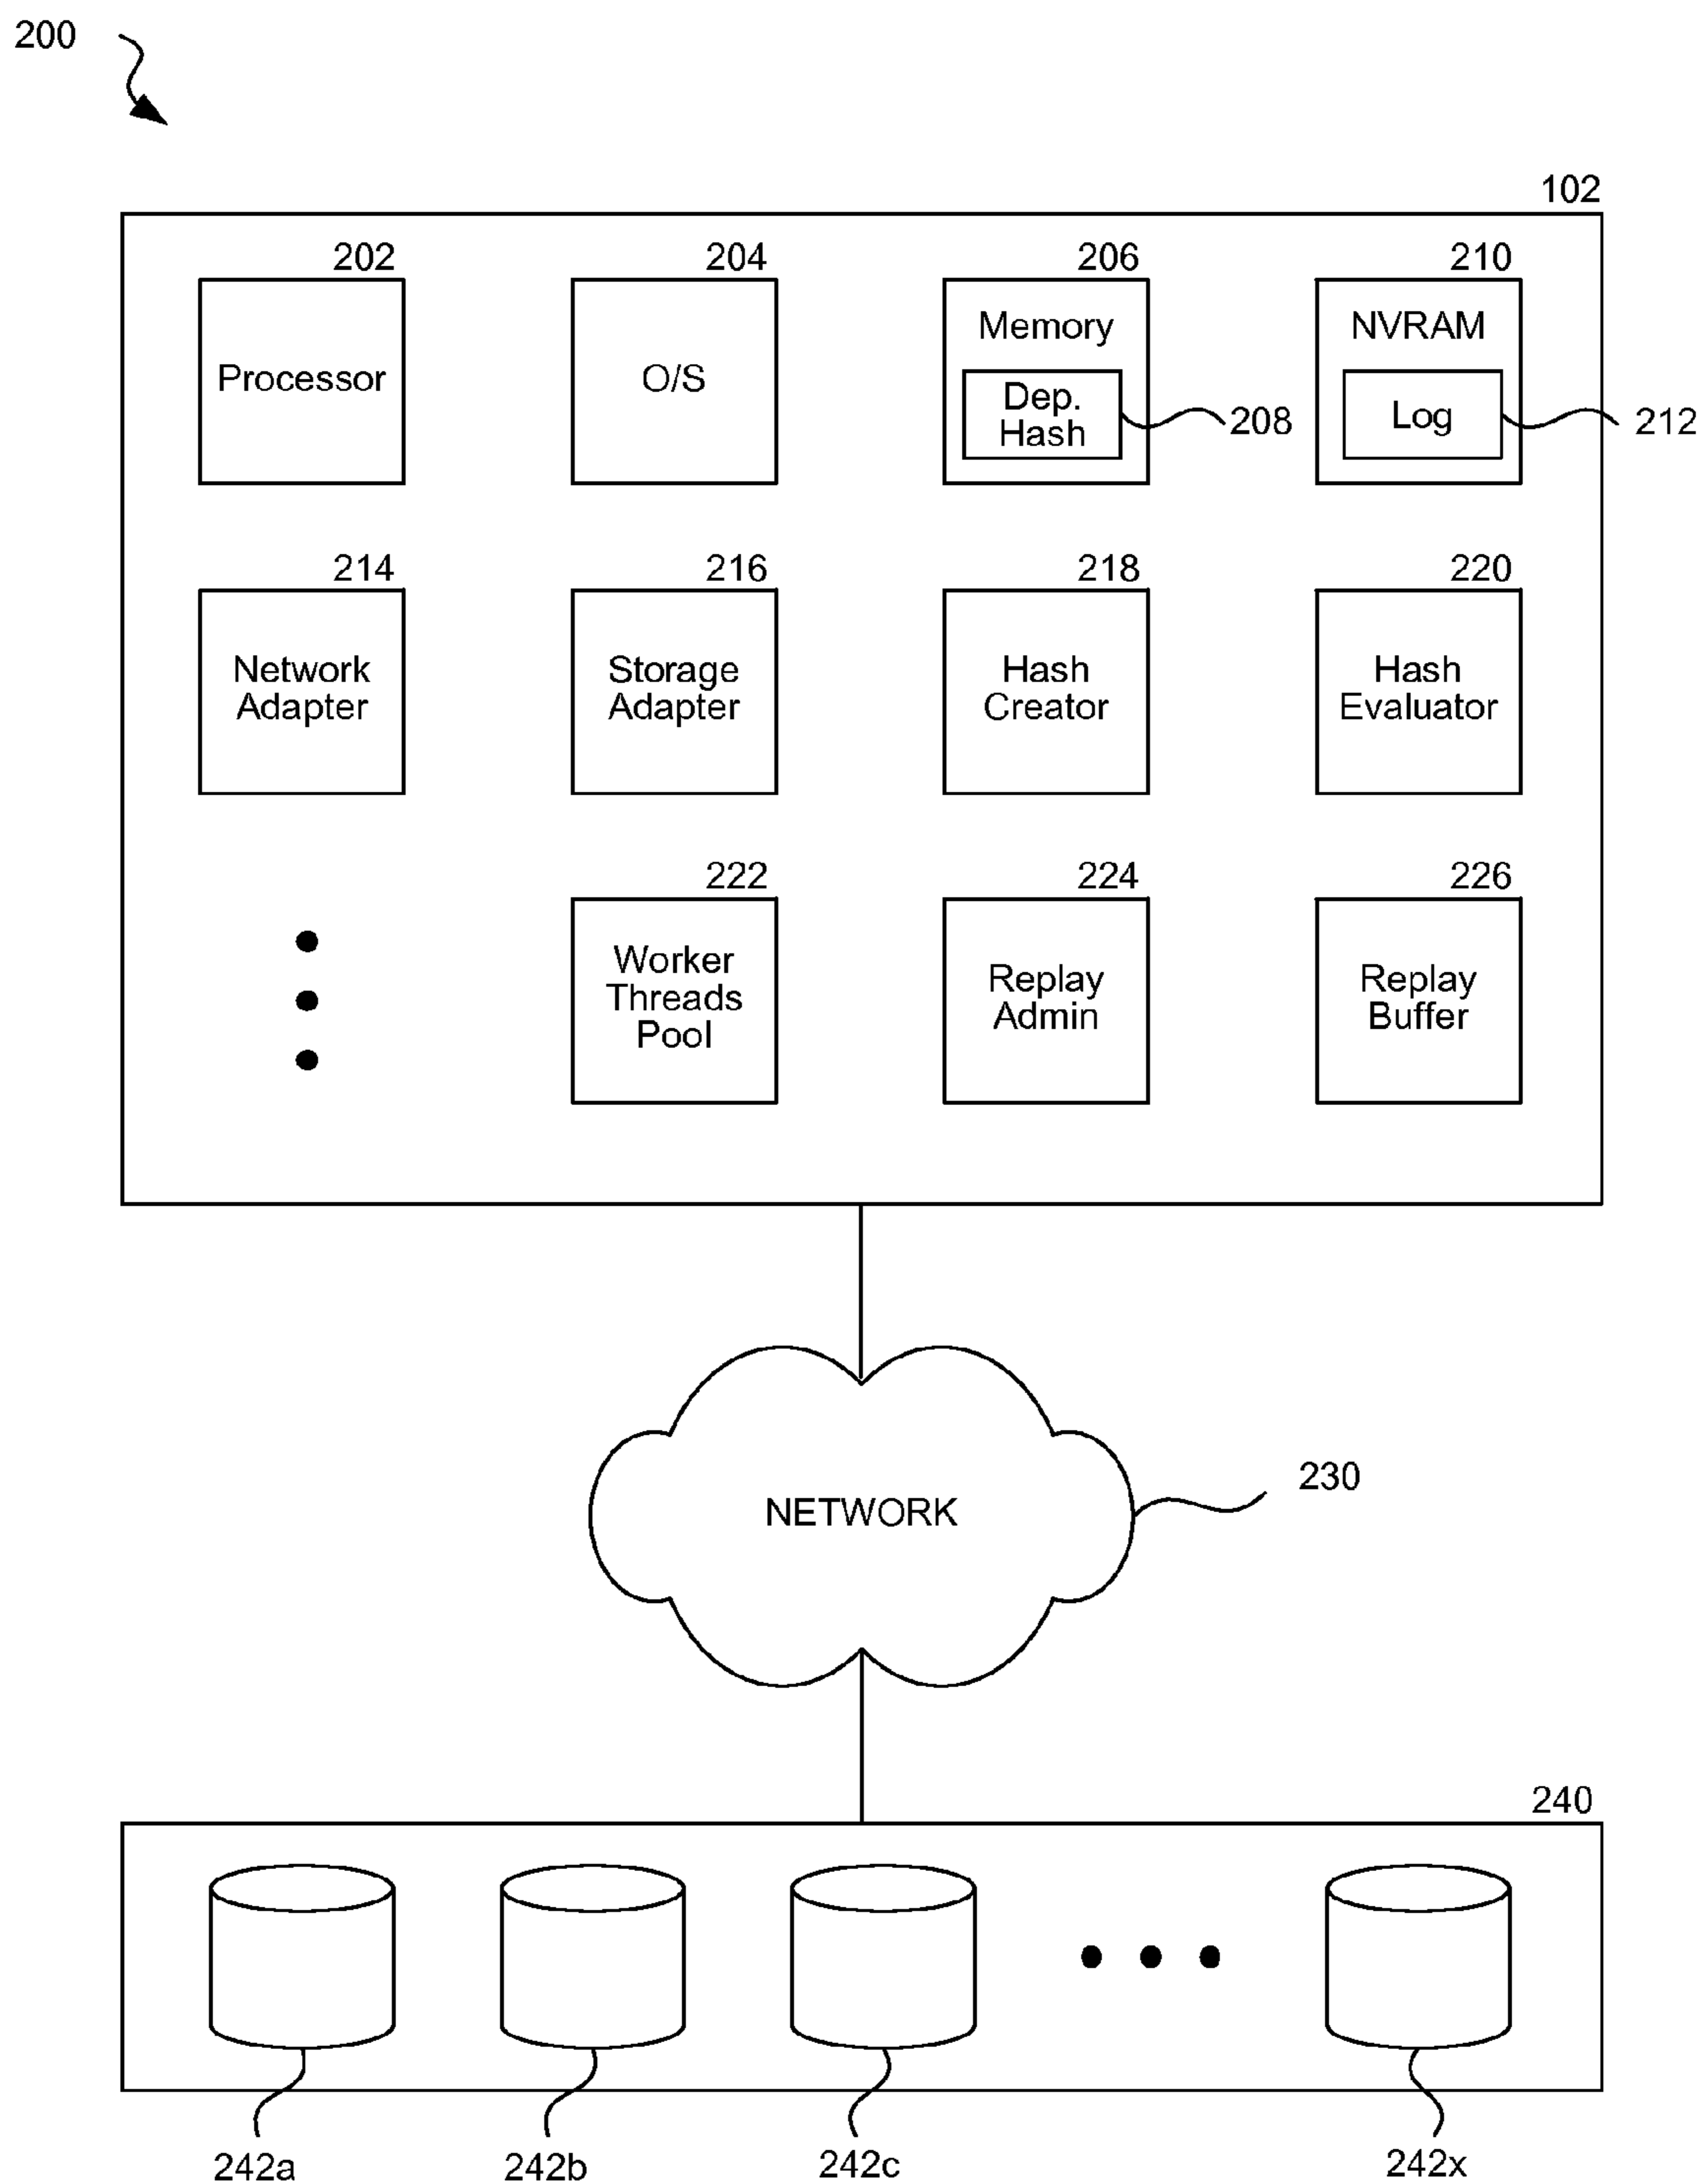 200
102
202
204
206
210
Processor
O/S
Memory
Dep.
Hash
208
NVRAM
Log
212
214
216
218
220
Network
Adapter
Storage
Adapter
Hash
Creator
Hash
Evaluator
222
224
226
Worker
Threads
Pool
Replay
Admin
Replay
Buffer
NETWORK
230
240
242a
242b
242c
242x